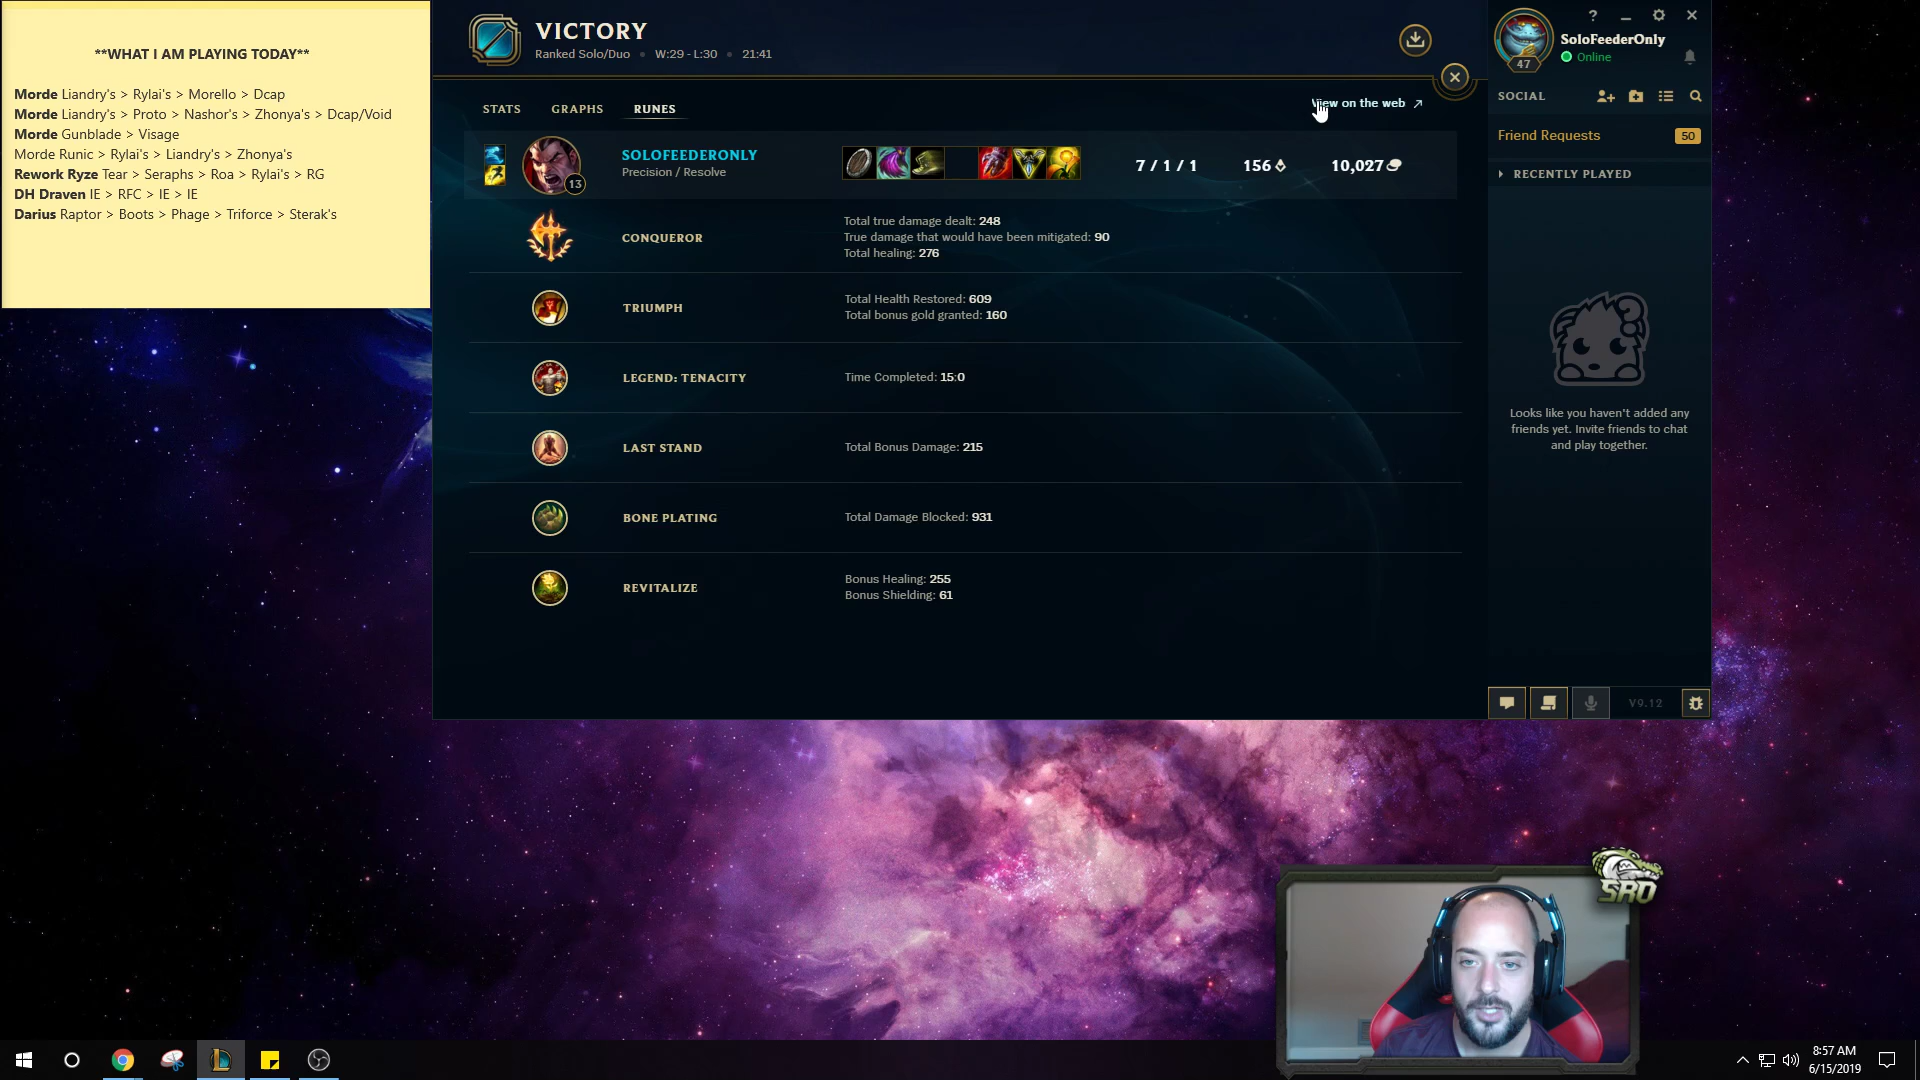 **WHAT I AM PLAYING TODAY**
Morde Liandry's > Rylai's > Morello > Dcap
Morde Liandry's > Proto > Nashor's > Zhonya's > Dcap/Void
Morde Gunblade > Visage
Morde Runic > Rylai's > Liandry's > Zhonya's
Rework Ryze Tear > Seraphs > Roa > Rylai's > RG
DH Draven IE > RFC > IE > IE
Darius Raptor > Boots > Phage > Triforce > Sterak's
VICTORY
Ranked Solo/Duo • W:29 - L:30 • 21:41
STATS GRAPHS RUNES
View on the web
SOLOFEEDERONLY
Precision / Resolve
13
7 / 1 / 1
156
10,027
CONQUEROR
Total true damage dealt: 248
True damage that would have been mitigated: 90
Total healing: 276
TRIUMPH
Total Health Restored: 609
Total bonus gold granted: 160
LEGEND: TENACITY
Time Completed: 15:0
LAST STAND
Total Bonus Damage: 215
BONE PLATING
Total Damage Blocked: 931
REVITALIZE
Bonus Healing: 255
Bonus Shielding: 61
?
SoloFeederOnly
Online
47
SOCIAL
Friend Requests 50
RECENTLY PLAYED
Looks like you haven't added any
friends yet. Invite friends to chat
and play together.
V9.12
SRO
8:57 AM
6/15/2019